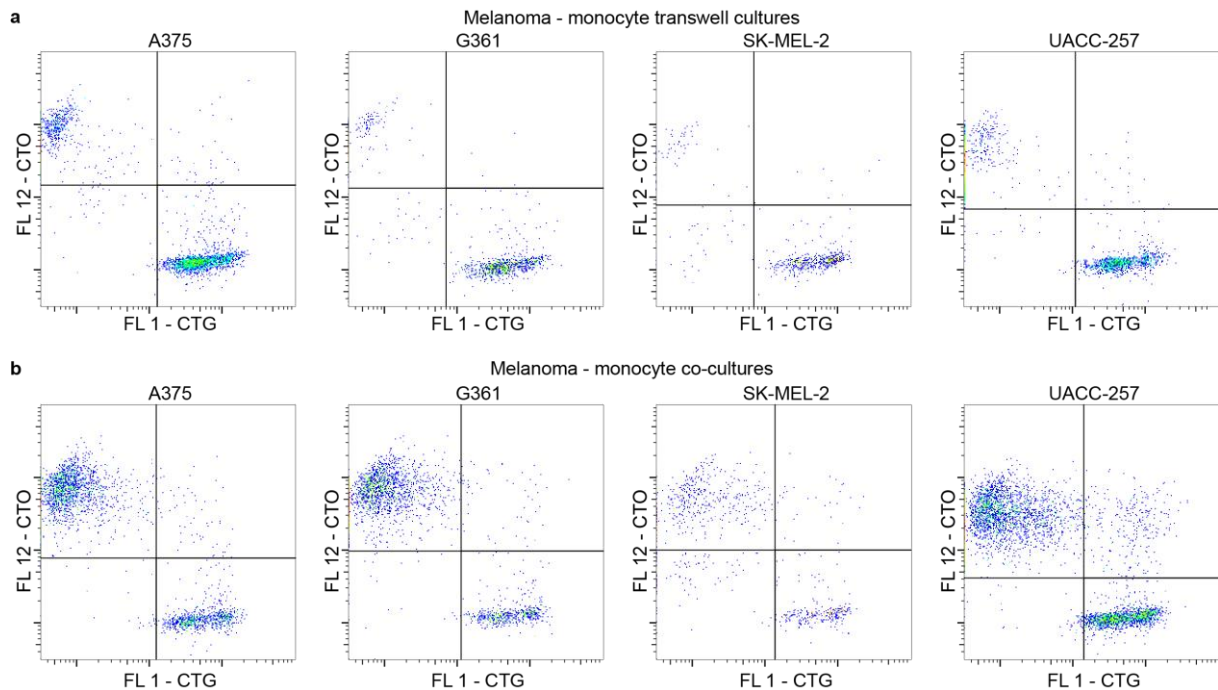 a
Melanoma - monocyte transwell cultures
A375
G361
SK-MEL-2
UACC-257
FL 12 - CTO
FL 12 - CTO
FL 12 - CTO
FL 12 - CTO
FL 1 - CTG
FL 1 - CTG
FL 1 - CTG
FL 1 - CTG
b
Melanoma - monocyte co-cultures
A375
G361
SK-MEL-2
UACC-257
FL 12 - CTO
FL 12 - CTO
FL 12 - CTO
FL 12 - CTO
FL 1 - CTG
FL 1 - CTG
FL 1 - CTG
FL 1 - CTG